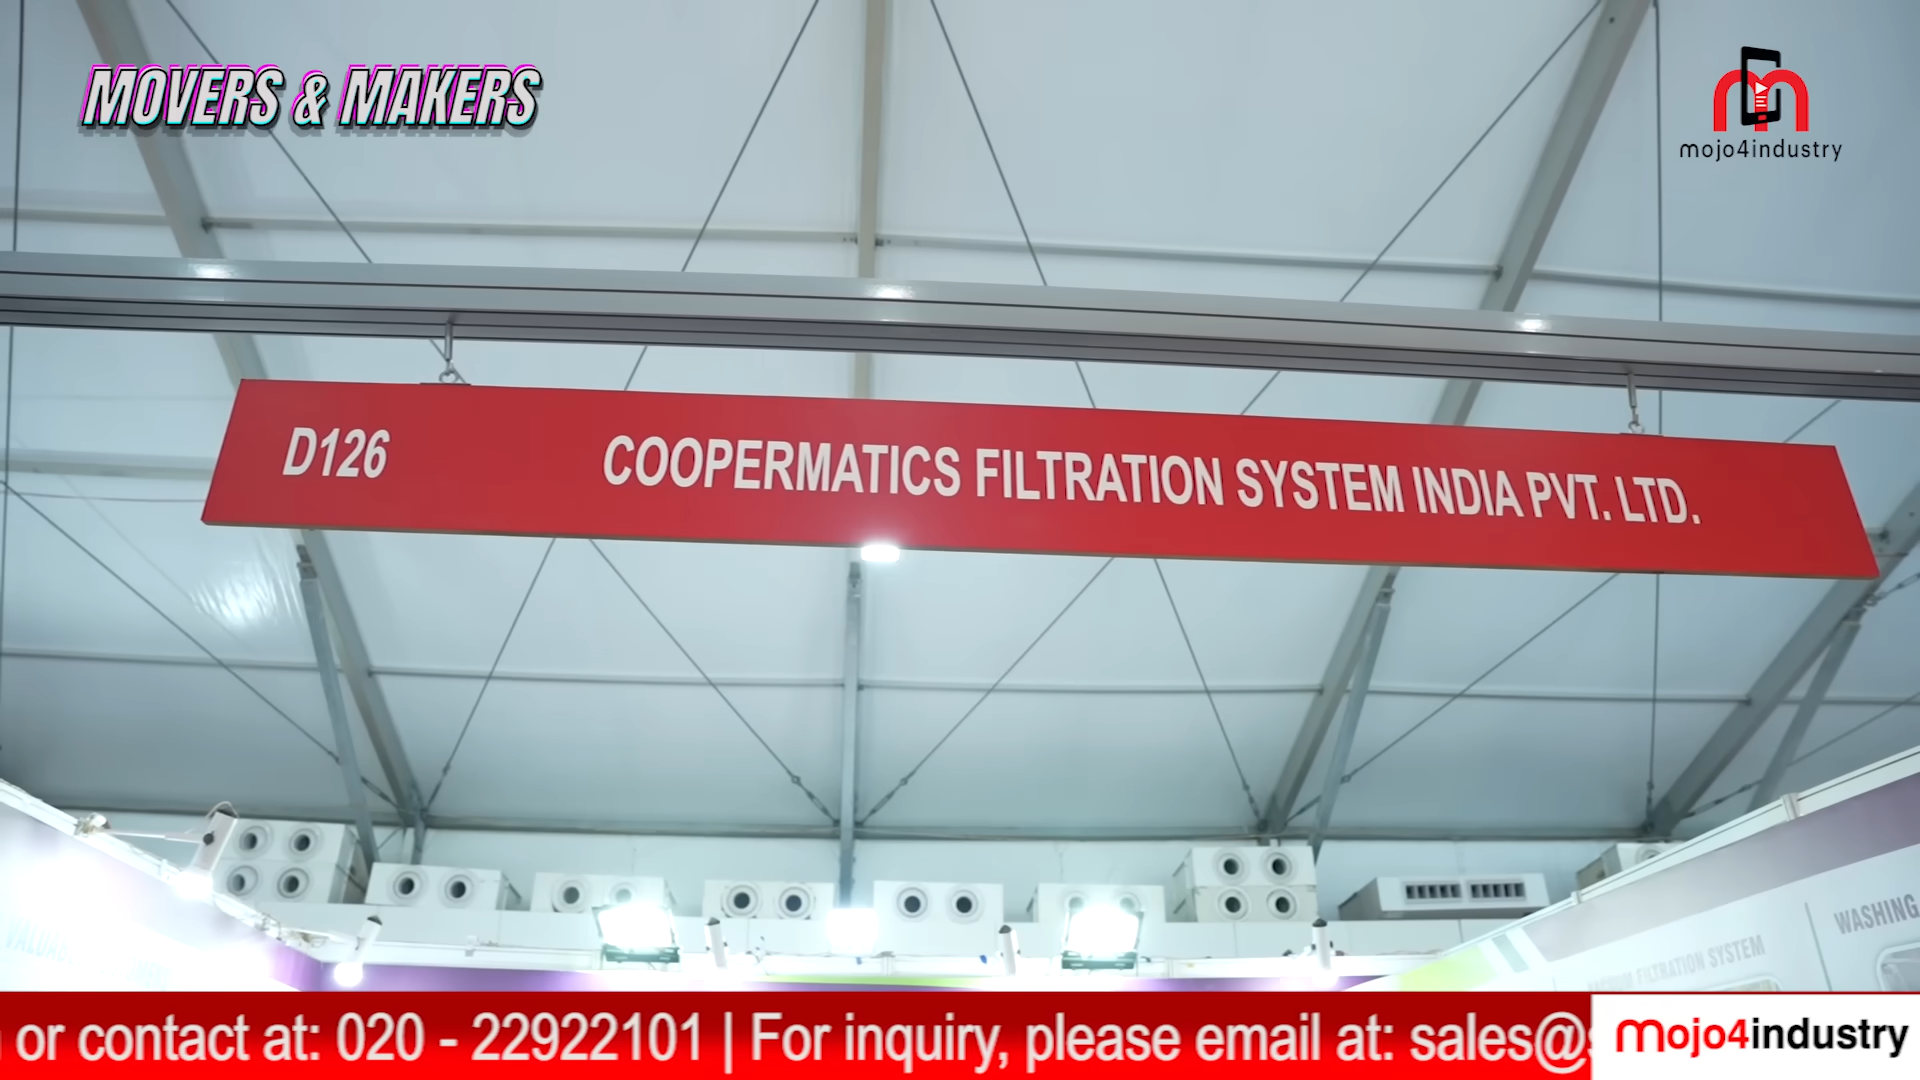 MOVERS & MAKERS
mojo4industry
D126 COOPERMATICS FILTRATION SYSTEM INDIA PVT. LTD.
WASHING
FILTRATION SYSTEM
or contact at: 020 - 22922101 | For inquiry, please email at: sales@
mojo4industry